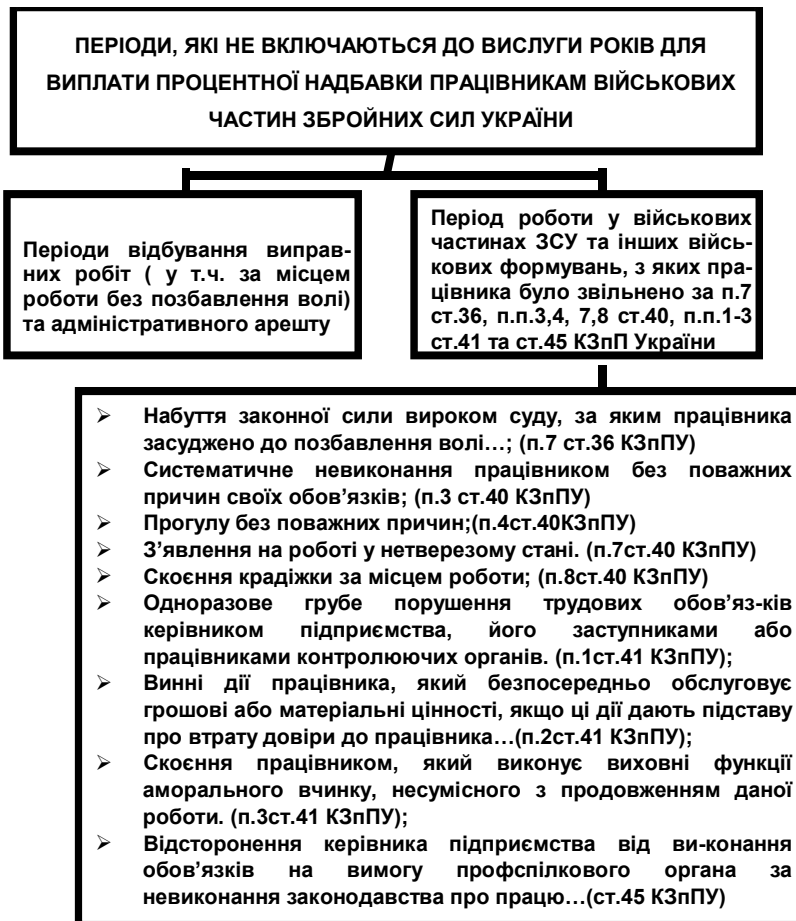 ПЕРІОДИ, ЯКІ НЕ ВКЛЮЧАЮТЬСЯ ДО ВИСЛУГИ РОКІВ ДЛЯ
ВИПЛАТИ ПРОЦЕНТНОЇ НАДБАВКИ ПРАЦІВНИКАМ ВІЙСЬКОВИХ
ЧАСТИН ЗБРОЙНИХ СИЛ УКРАЇНИ
Періоди відбування виправ-
них робіт ( у т.ч. за місцем
роботи без позбавлення волі)
та адміністративного арешту
Період роботи у військових
частинах ЗСУ та інших війсь-
кових формувань, з яких пра-
цівника було звільнено за п.7
ст.36, п.п.3,4, 7,8 ст.40, п.п.1-3
ст.41 та ст.45 КЗпП України
➢ Набуття законної сили вироком суду, за яким працівника
засуджено до позбавлення волі…; (п.7 ст.36 КЗпПУ)
➢ Систематичне невиконання працівником без поважних
причин своїх обов’язків; (п.3 ст.40 КЗпПУ)
➢ Прогулу без поважних причин;(п.4ст.40КЗпПУ)
➢ З’явлення на роботі у нетверезому стані. (п.7ст.40 КЗпПУ)
➢ Скоєння крадіжки за місцем роботи; (п.8ст.40 КЗпПУ)
➢ Одноразове грубе порушення трудових обов’яз-ків
керівником підприємства, його заступниками або
працівниками контролюючих органів. (п.1ст.41 КЗпПУ);
➢ Винні дії працівника, який безпосередньо обслуговує
грошові або матеріальні цінності, якщо ці дії дають підставу
про втрату довіри до працівника…(п.2ст.41 КЗпПУ);
➢ Скоєння працівником, який виконує виховні функції
аморального вчинку, несумісного з продовженням даної
роботи. (п.3ст.41 КЗпПУ);
➢ Відсторонення керівника підприємства від ви-конання
обов’язків на вимогу профспілкового органа за
невиконання законодавства про працю…(ст.45 КЗпПУ)